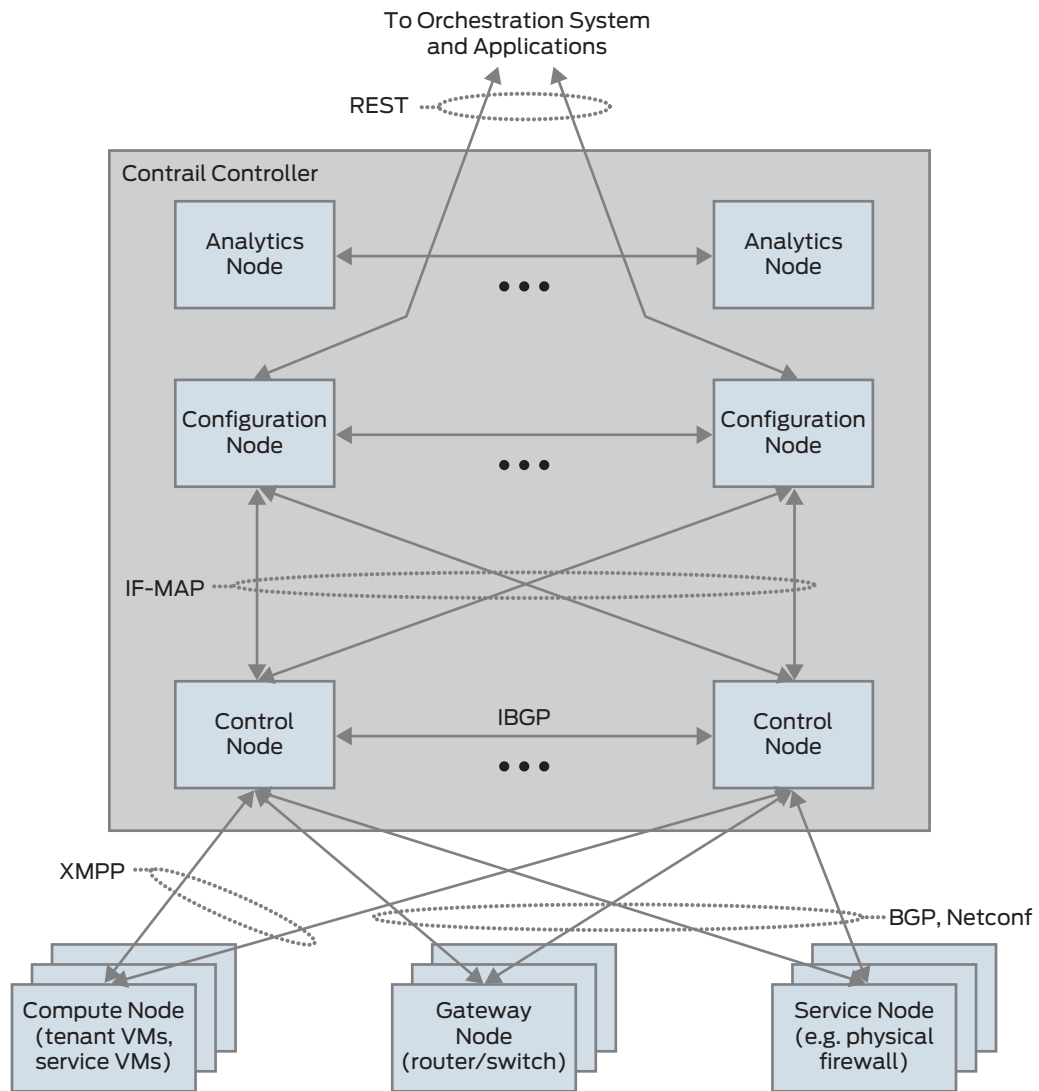 To Orchestration System
and Applications
REST
Contrail Controller
Analytics
Node
Analytics
Node
Configuration
Node
Configuration
Node
IF-MAP
Control
Node
IBGP
Control
Node
XMPP
BGP, Netconf
Compute Node
(tenant VMs,
service VMs)
Gateway
Node
(router/switch)
Service Node
(e.g. physical
firewall)